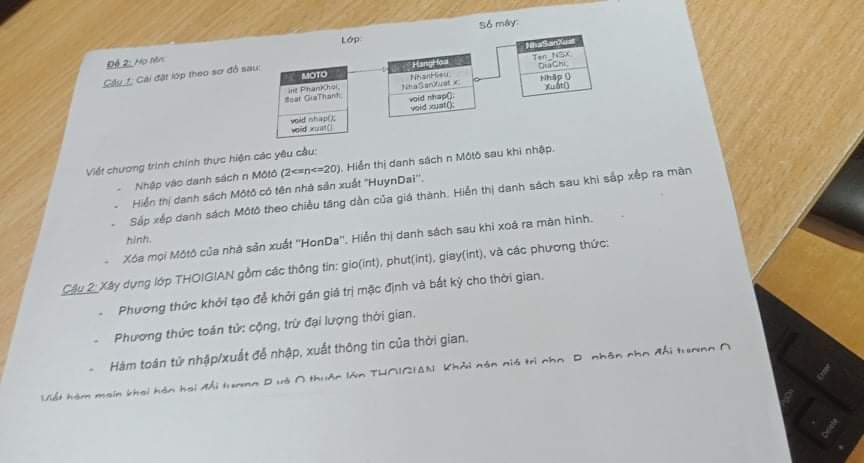 Số máy:
Lớp:
Đề 2: Họ tên:
Câu 1: Cài đặt lớp theo sơ đồ sau:
MOTO
int PhanKhoi;
float GiaThanh;
void nhap();
void xuat();
HangHoa
NhanHieu;
NhaSanXuat x;
void nhap();
void xuat();
NhaSanXuat
Ten_NSX;
DiaChi;
Nhập ()
Xuất()
Viết chương trình chính thực hiện các yêu cầu:
- Nhập vào danh sách n Môtô (2<=n<=20). Hiển thị danh sách n Môtô sau khi nhập.
- Hiển thị danh sách Môtô có tên nhà sản xuất "HuynDai".
- Sắp xếp danh sách Môtô theo chiều tăng dần của giá thành. Hiển thị danh sách sau khi sắp xếp ra màn
hình.
- Xóa mọi Môtô của nhà sản xuất "HonDa". Hiển thị danh sách sau khi xoá ra màn hình.
Câu 2: Xây dựng lớp THOIGIAN gồm các thông tin: gio(int), phut(int), giay(int), và các phương thức:
- Phương thức khởi tạo để khởi gán giá trị mặc định và bất kỳ cho thời gian.
- Phương thức toán tử: cộng, trừ đại lượng thời gian.
- Hàm toán tử nhập/xuất để nhập, xuất thông tin của thời gian.
Viết hàm main khai báo hai đối tượng P và Q thuộc lớp THOIGIAN. Khởi gán giá trị cho P, nhập cho đối tượng Q
Enter
Delete